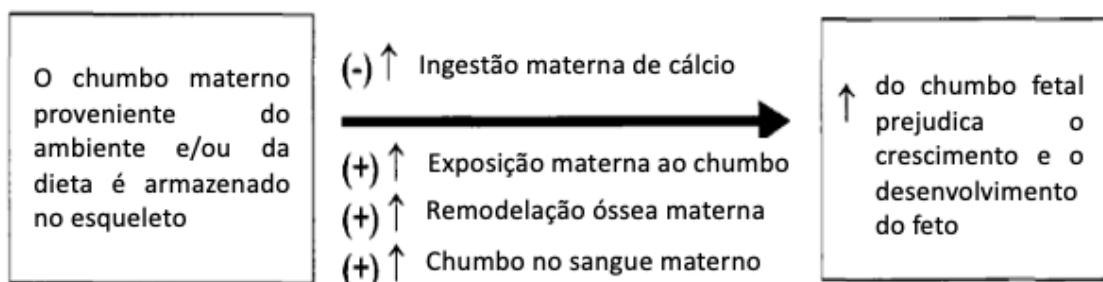 O chumbo materno
proveniente do
ambiente e/ou da
dieta é armazenado
no esqueleto
(-) ↑ Ingestão materna de cálcio
(+) ↑ Exposição materna ao chumbo
(+) ↑ Remodelação óssea materna
(+) ↑ Chumbo no sangue materno
↑ do chumbo fetal
prejudica o
crescimento e o
desenvolvimento
do feto